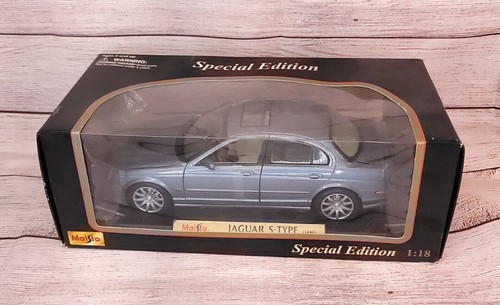 Special Edition
WARNING:
Maisto
Maisto JAGUAR S-TYPE
Special Edition 1:18